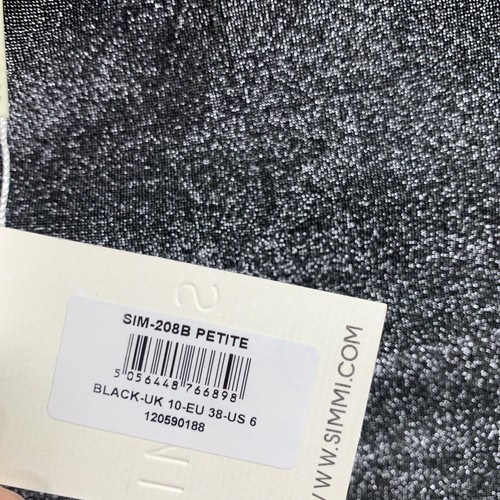 SIM-208B PETITE
5 056448 766898
BLACK-UK 10-EU 38-US 6
120590188
WWW.SIMMI.COM